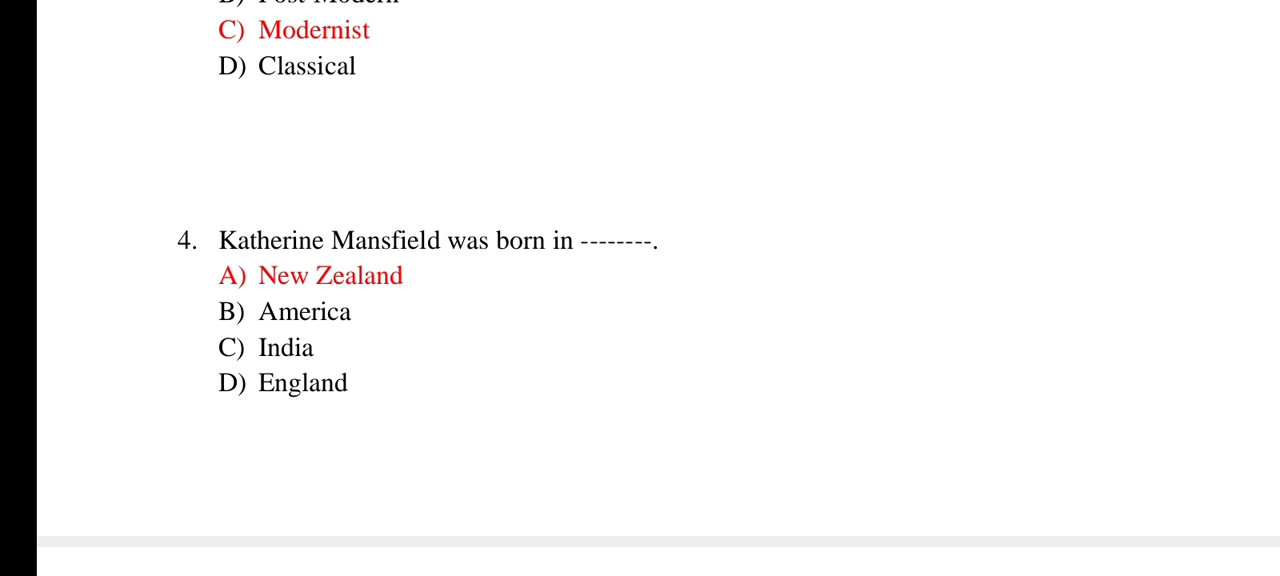 C) Modernist
D) Classical
4. Katherine Mansfield was born in --------.
A) New Zealand
B) America
C) India
D) England